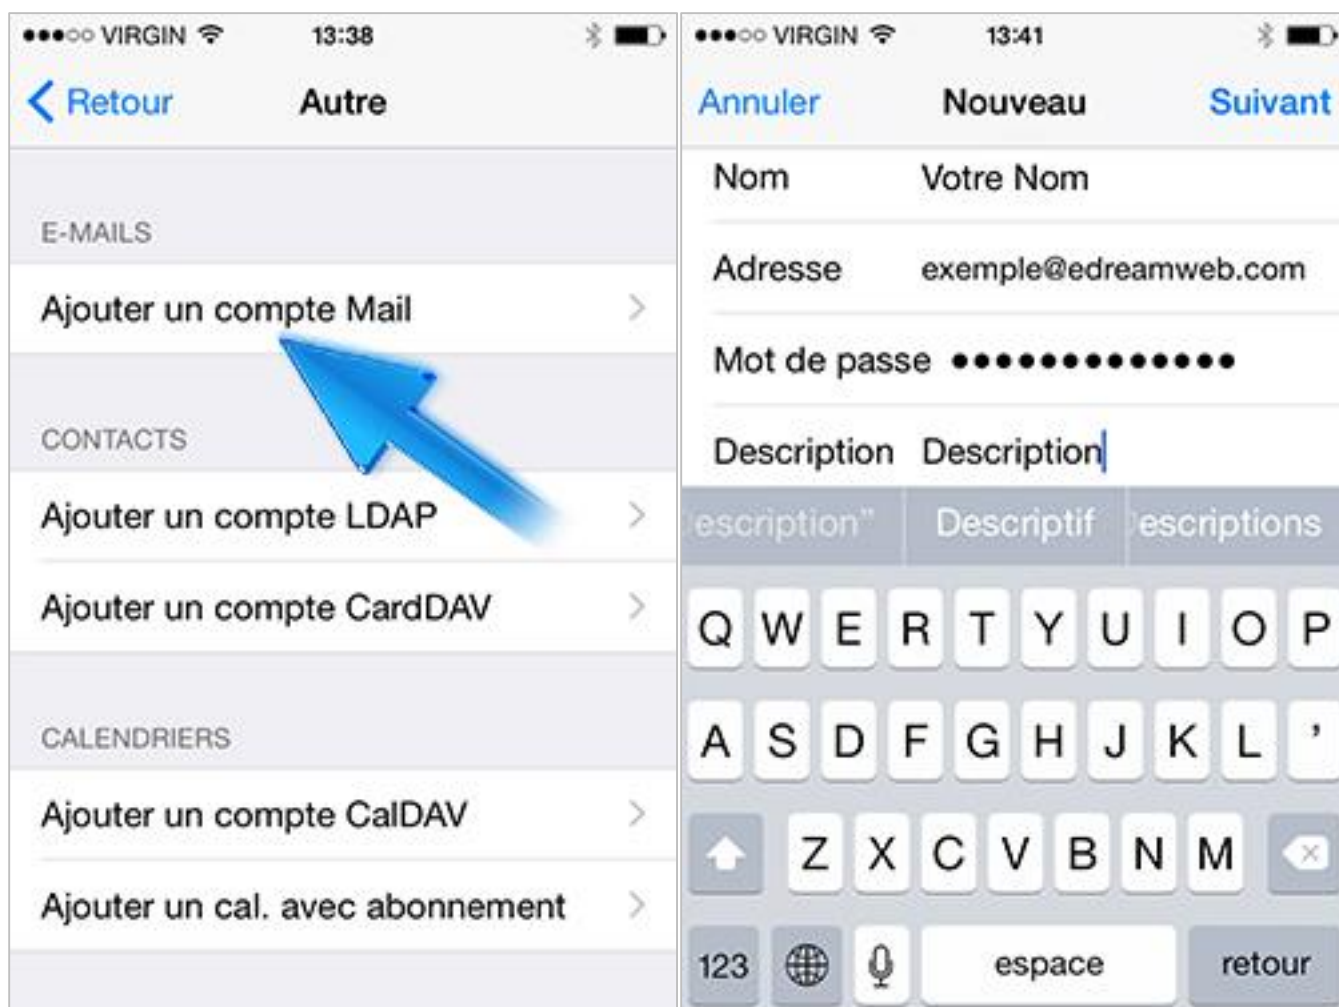 VIRGIN 13:38
Retour Autre
E-MAILS
Ajouter un compte Mail
CONTACTS
Ajouter un compte LDAP
Ajouter un compte CardDAV
CALENDRIERS
Ajouter un compte CalDAV
Ajouter un cal. avec abonnement
VIRGIN 13:41
Annuler Nouveau Suivant
Nom Votre Nom
Adresse exemple@edreamweb.com
Mot de passe ●●●●●●●●●●●●●
Description Description
escription" Descriptif escriptions
Q W E R T Y U I O P
A S D F G H J K L '
Z X C V B N M
123 espace retour